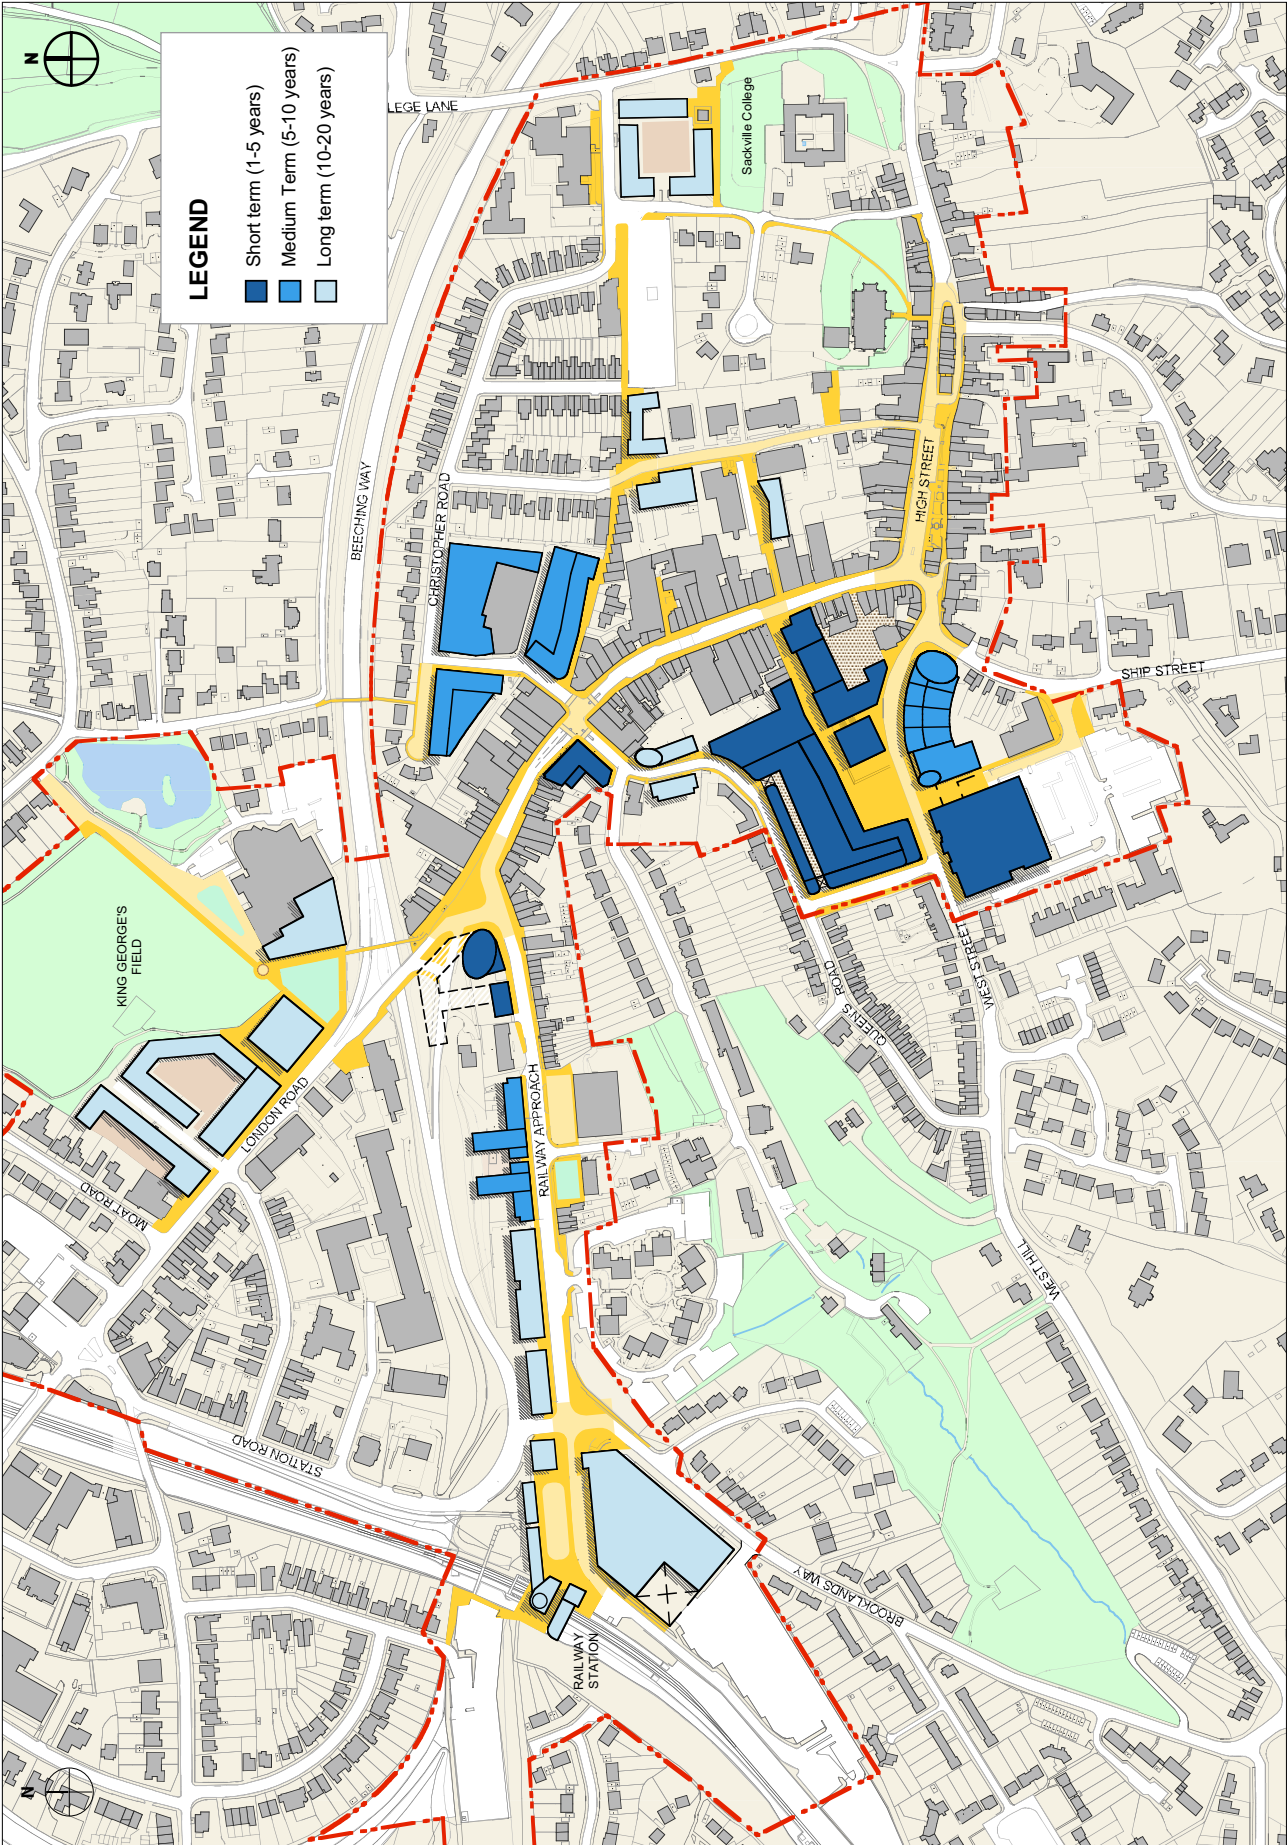 N
LEGEND
Short term (1-5 years)
Medium Term (5-10 years)
Long term (10-20 years)
LEGE LANE
Sackville College
BEECHING WAY
CHRISTOPHER ROAD
HIGH STREET
SHIP STREET
KING GEORGE'S
FIELD
LONDON ROAD
MOAT ROAD
RAILWAY APPROACH
QUEEN'S ROAD
WEST STREET
WEST HILL
STATION ROAD
BROOKLANDS WAY
RAILWAY
STATION
N